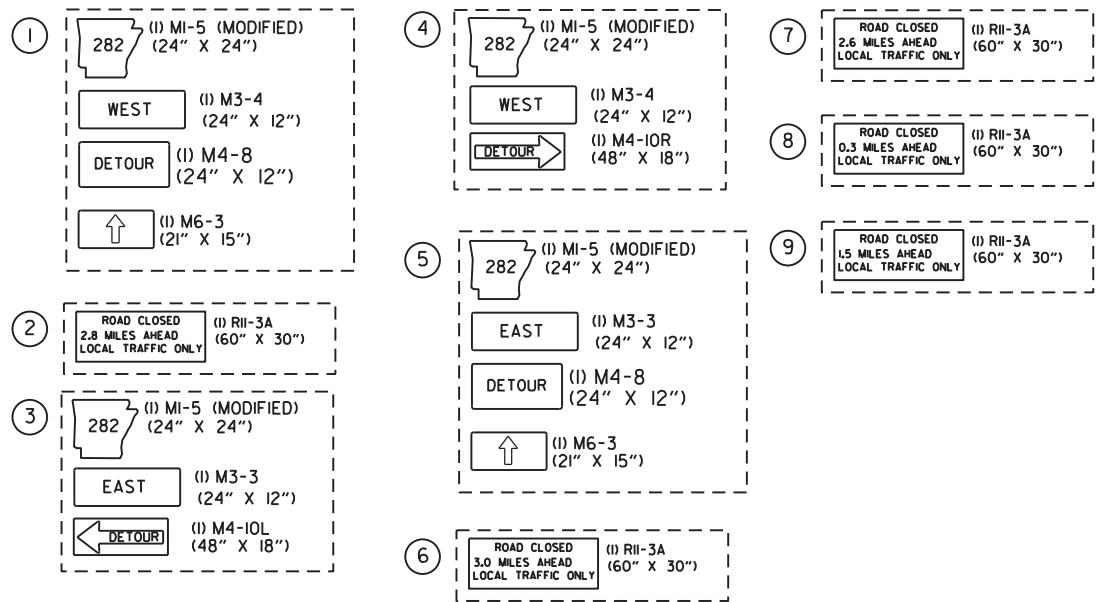 1
282
(1) M1-5 (MODIFIED)
(24" X 24")
WEST
(1) M3-4
(24" X 12")
DETOUR
(1) M4-8
(24" X 12")
(1) M6-3
(21" X 15")
2
ROAD CLOSED
2.8 MILES AHEAD
LOCAL TRAFFIC ONLY
(1) R11-3A
(60" X 30")
3
282
(1) M1-5 (MODIFIED)
(24" X 24")
EAST
(1) M3-3
(24" X 12")
DETOUR
(1) M4-10L
(48" X 18")
4
282
(1) M1-5 (MODIFIED)
(24" X 24")
WEST
(1) M3-4
(24" X 12")
DETOUR
(1) M4-10R
(48" X 18")
5
282
(1) M1-5 (MODIFIED)
(24" X 24")
EAST
(1) M3-3
(24" X 12")
DETOUR
(1) M4-8
(24" X 12")
(1) M6-3
(21" X 15")
6
ROAD CLOSED
3.0 MILES AHEAD
LOCAL TRAFFIC ONLY
(1) R11-3A
(60" X 30")
7
ROAD CLOSED
2.6 MILES AHEAD
LOCAL TRAFFIC ONLY
(1) R11-3A
(60" X 30")
8
ROAD CLOSED
0.3 MILES AHEAD
LOCAL TRAFFIC ONLY
(1) R11-3A
(60" X 30")
9
ROAD CLOSED
1.5 MILES AHEAD
LOCAL TRAFFIC ONLY
(1) R11-3A
(60" X 30")